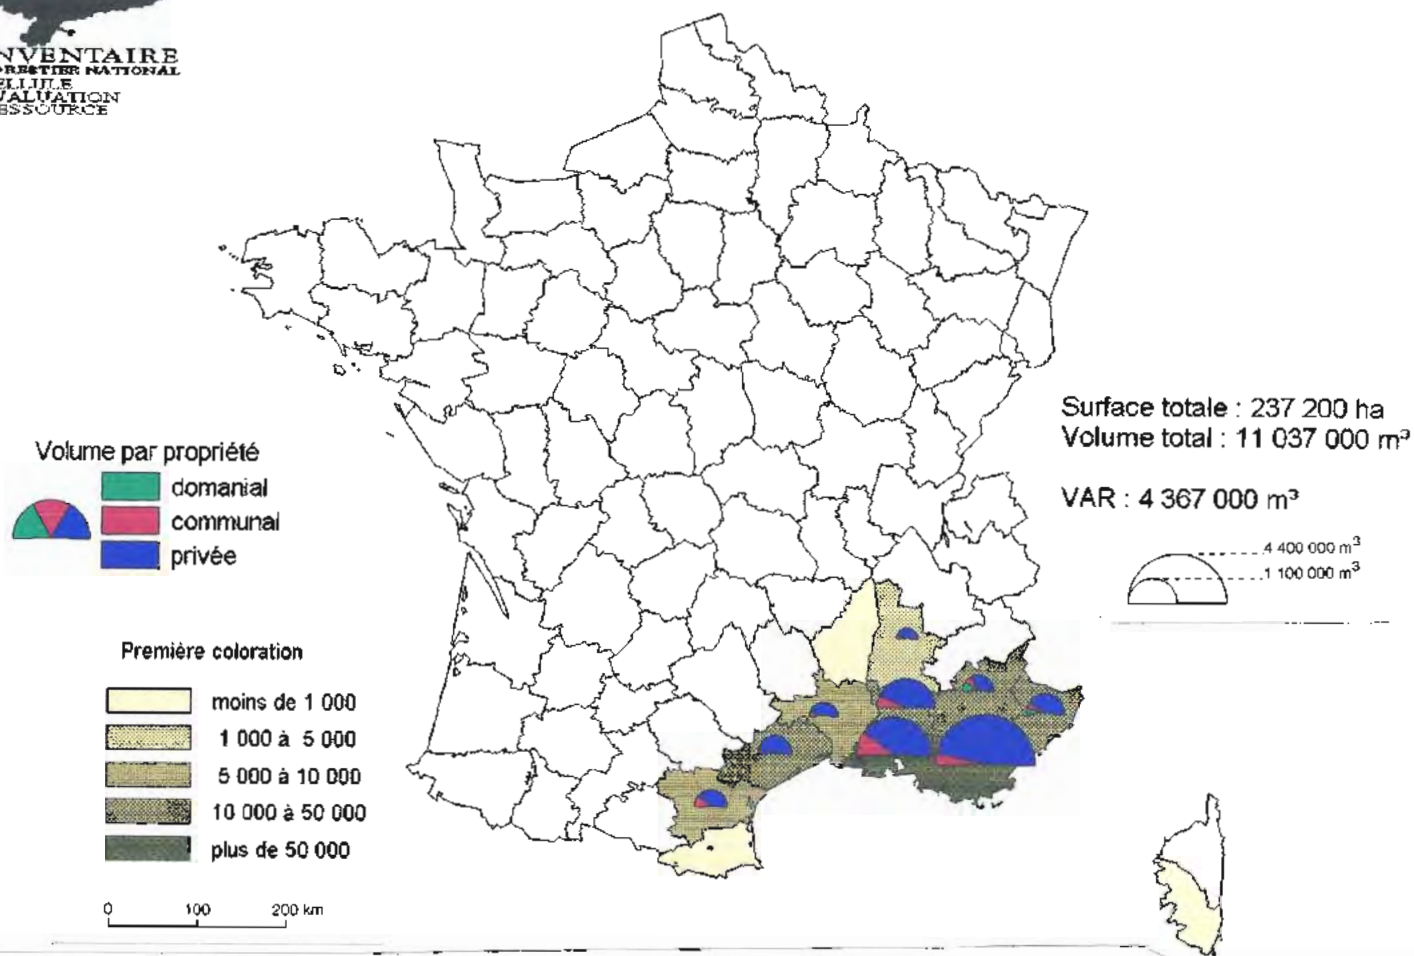 NVENTAIRE
ORESTIER NATIONAL
ELLULE
VALUATION
ESSOURCE
Surface totale : 237 200 ha
Volume total : 11 037 000 m³
VAR : 4 367 000 m³
4 400 000 m³
1 100 000 m³
Volume par propriété
domanial
communal
privée
Première coloration
moins de 1 000
1 000 à 5 000
5 000 à 10 000
10 000 à 50 000
plus de 50 000
0 100 200 km